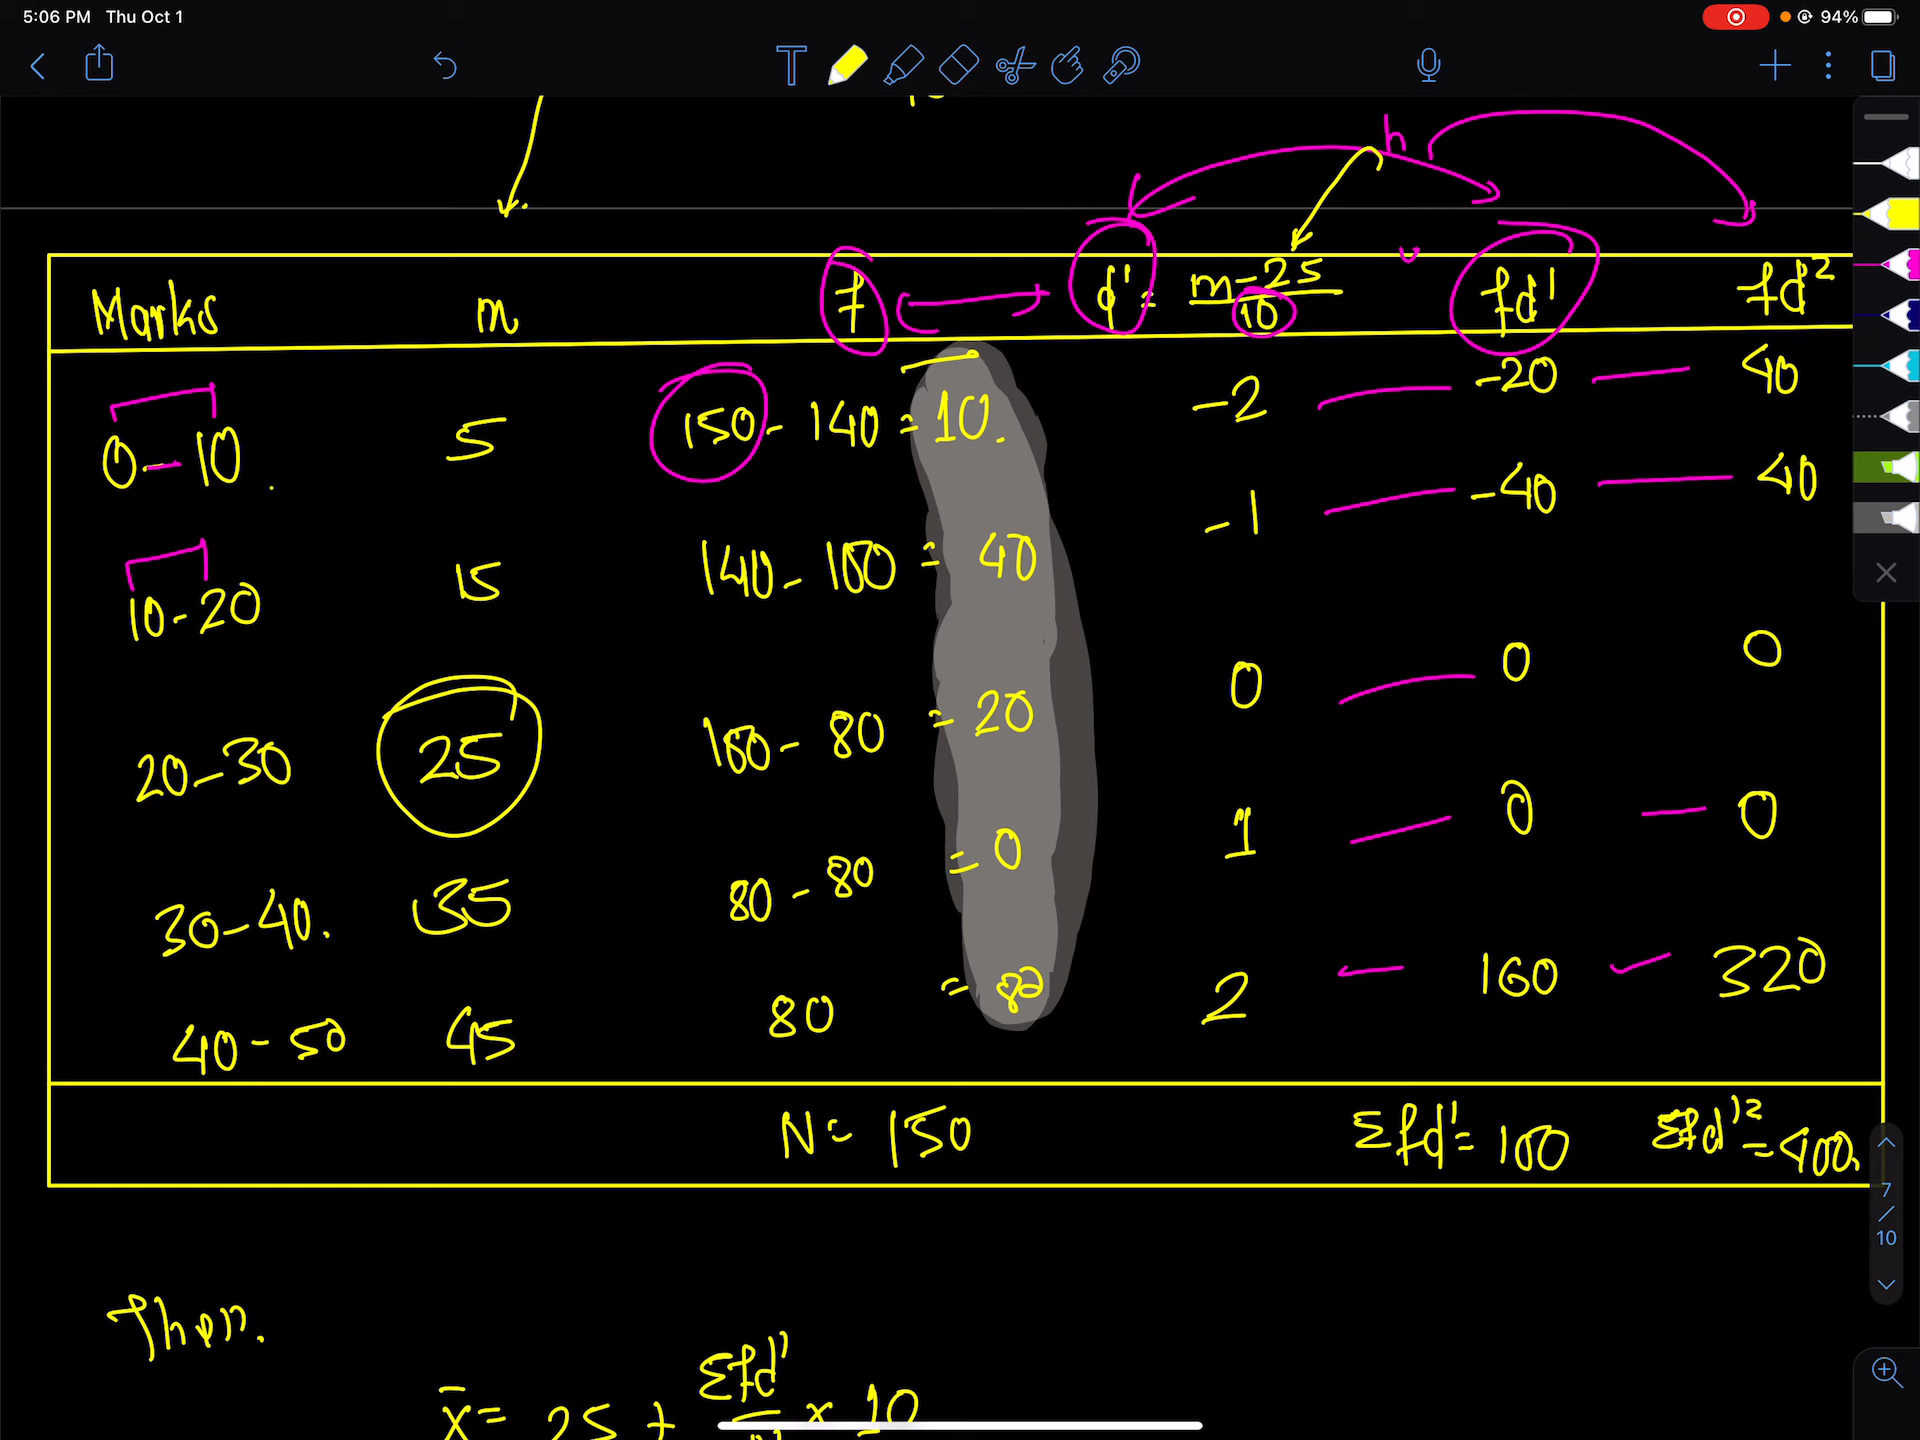 5:06 PM Thu Oct 1 94%
T
h
Marks m f d' = m-25 / 10 fd' fd²
0-10 5 150-140 = 10 -2 -20 40
10-20 15 140-100 = 40 -1 -40 40
20-30 25 100-80 = 20 0 0 0
30-40 35 80-80 = 0 1 0 0
40-50 45 80 = 80 2 160 320
N= 150 Σfd'= 100 Σfd'²=400
7 / 10
Then.
x̄= 25 + Σfd' / N × 10